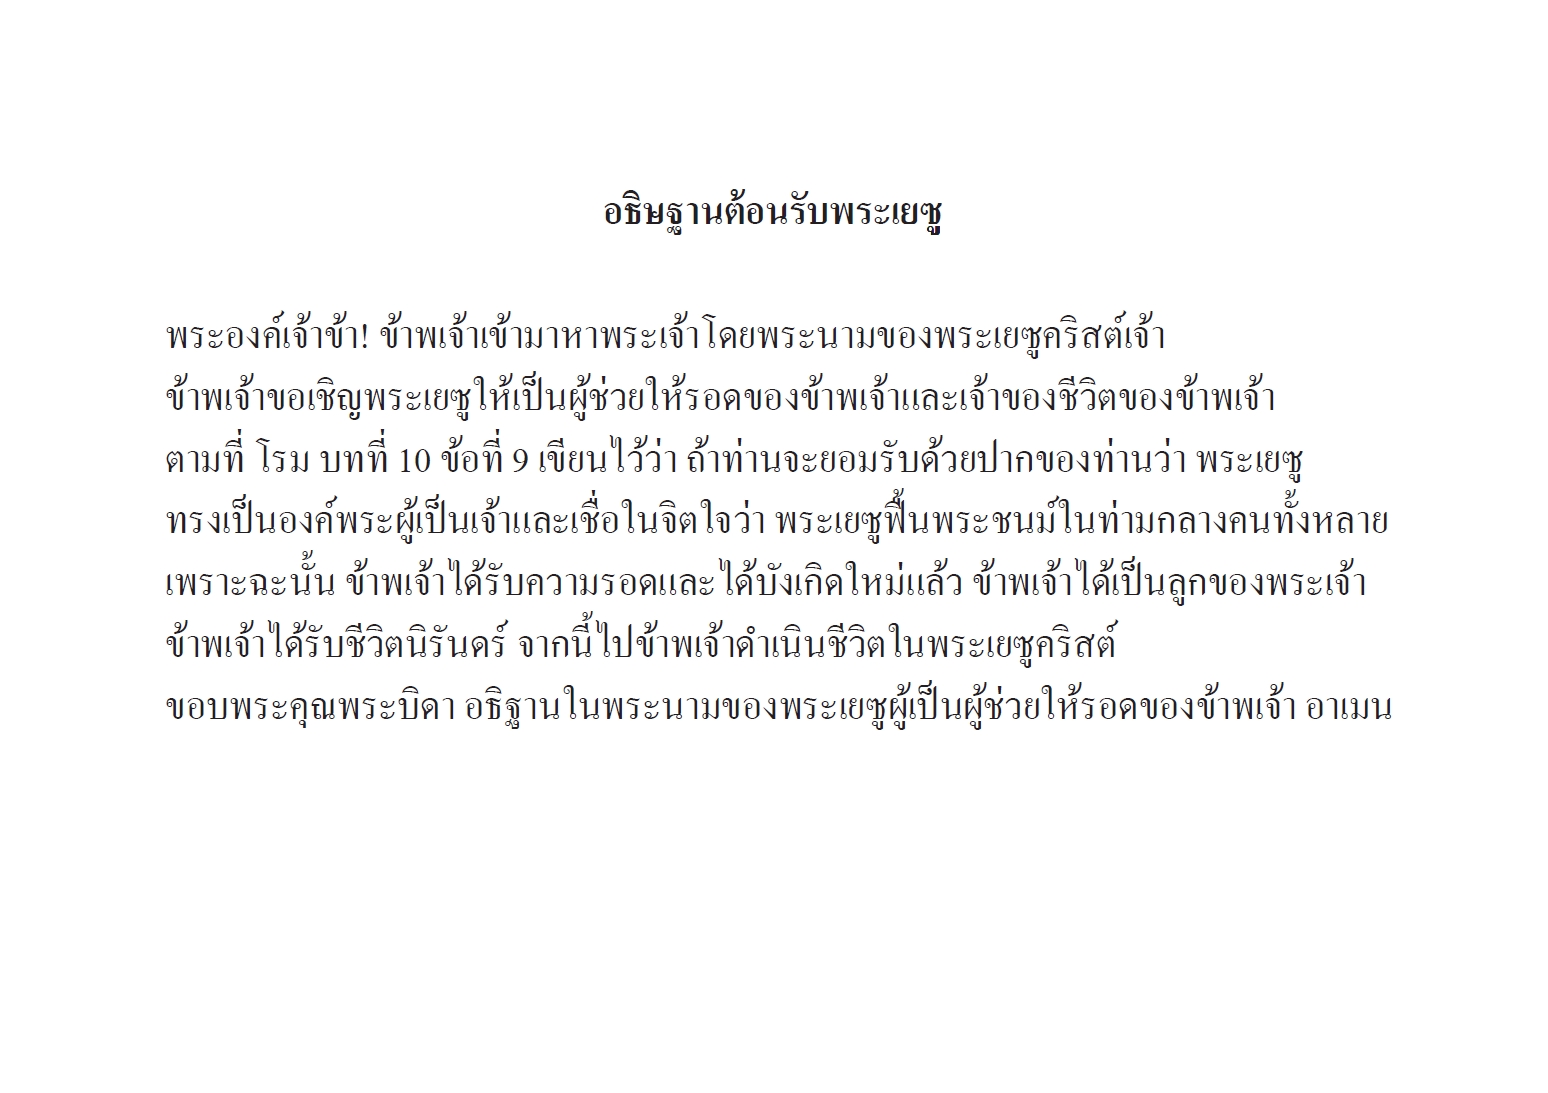 อธิษฐานต้อนรับพระเยซู
พระองค์เจ้าข้า! ข้าพเจ้าเข้ามาหาพระเจ้าโดยพระนามของพระเยซูคริสต์เจ้า
ข้าพเจ้าขอเชิญพระเยซูให้เป็นผู้ช่วยให้รอดของข้าพเจ้าและเจ้าของชีวิตของข้าพเจ้า
ตามที่ โรม บทที่ 10 ข้อที่ 9 เขียนไว้ว่า ถ้าท่านจะยอมรับด้วยปากของท่านว่า พระเยซู
ทรงเป็นองค์พระผู้เป็นเจ้าและเชื่อในจิตใจว่า พระเยซูฟื้นพระชนม์ในท่ามกลางคนทั้งหลาย
เพราะฉะนั้น ข้าพเจ้าได้รับความรอดและได้บังเกิดใหม่แล้ว ข้าพเจ้าได้เป็นลูกของพระเจ้า
ข้าพเจ้าได้รับชีวิตนิรันดร์ จากนี้ไปข้าพเจ้าดำเนินชีวิตในพระเยซูคริสต์
ขอบพระคุณพระบิดา อธิฐานในพระนามของพระเยซูผู้เป็นผู้ช่วยให้รอดของข้าพเจ้า อาเมน